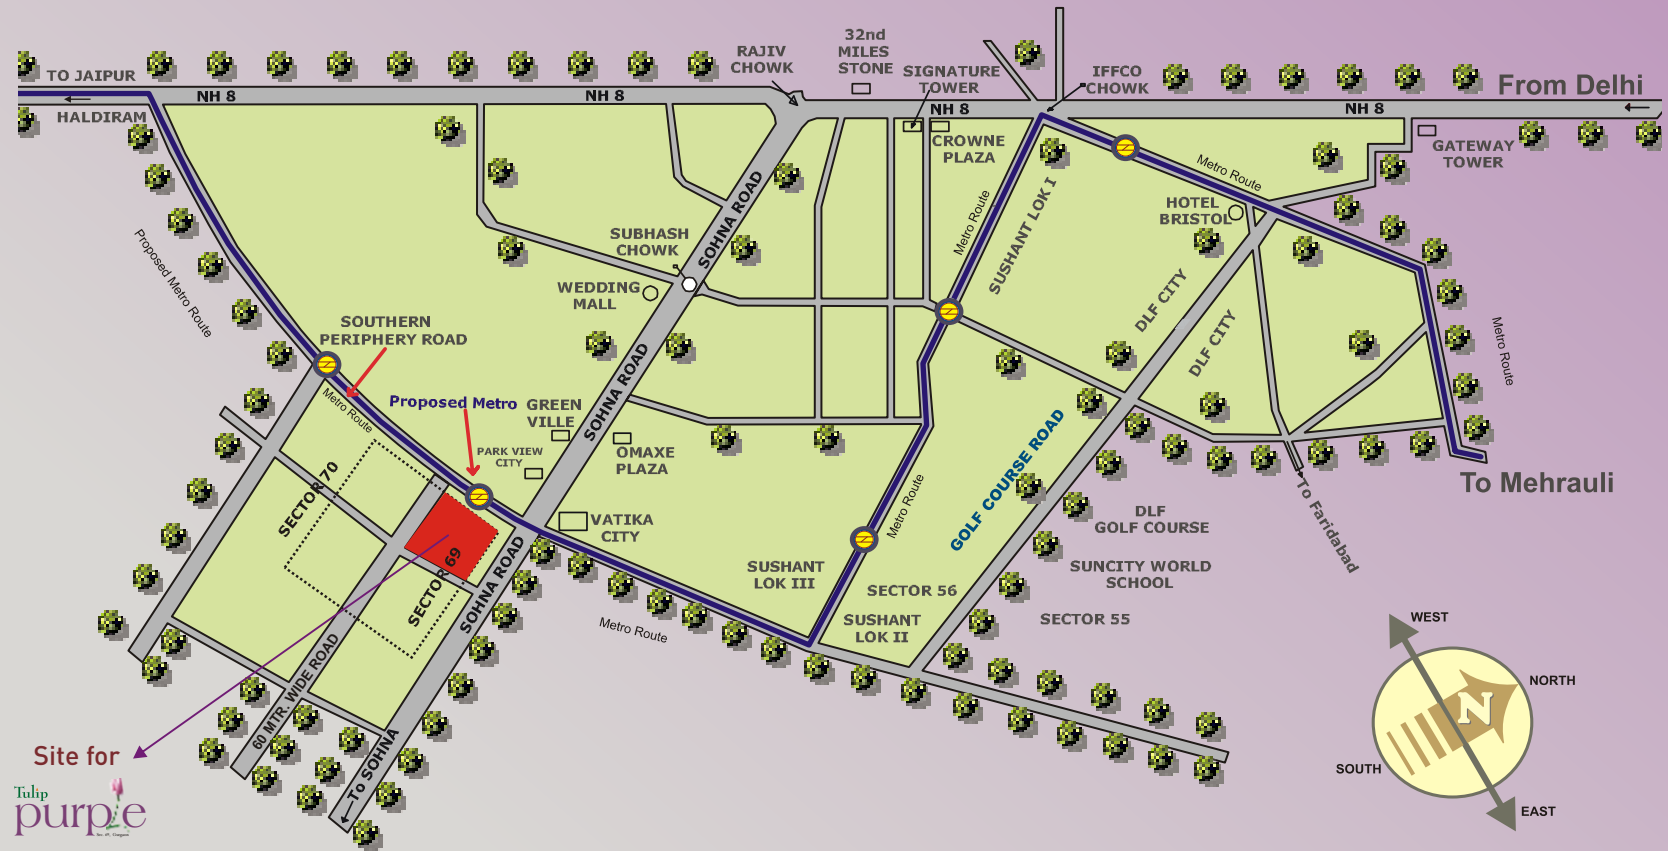 32nd
MILES
STONE
RAJIV
CHOWK
SIGNATURE
TOWER
IFFCO
CHOWK
From Delhi
TO JAIPUR
NH 8
NH 8
NH 8
NH 8
HALDIRAM
CROWNE
PLAZA
GATEWAY
TOWER
Metro Route
HOTEL
BRISTOL
SUSHANT LOK I
Metro Route
SOHNA ROAD
SUBHASH
CHOWK
Proposed Metro Route
WEDDING
MALL
DLF CITY
DLF CITY
Metro Route
SOUTHERN
PERIPHERY ROAD
Metro Route
Proposed Metro
GREEN
VILLE
SOHNA ROAD
PARK VIEW
CITY
OMAXE
PLAZA
GOLF COURSE ROAD
To Mehrauli
SECTOR 70
VATIKA
CITY
Metro Route
DLF
GOLF COURSE
To Faridabad
SECTOR 69
SOHNA ROAD
SUSHANT
LOK III
SECTOR 56
SUNCITY WORLD
SCHOOL
Metro Route
SUSHANT
LOK II
SECTOR 55
WEST
NORTH
N
SOUTH
EAST
60 MTR. WIDE ROAD
To SOHNA
Site for
Tulip
purple
Sec. 69, Gurgaon